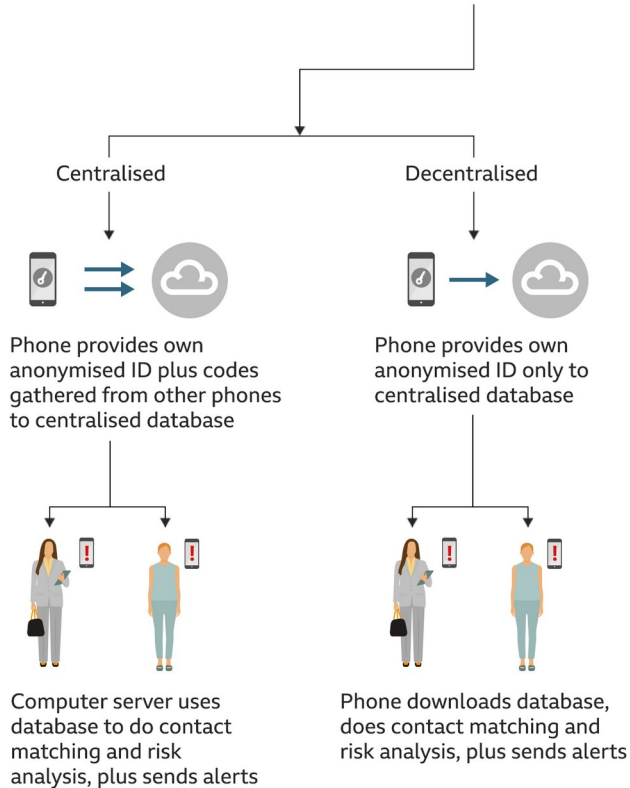 Centralised
Decentralised
Phone provides own
anonymised ID plus codes
gathered from other phones
to centralised database
Phone provides own
anonymised ID only to
centralised database
!
!
!
!
Computer server uses
database to do contact
matching and risk
analysis, plus sends alerts
Phone downloads database,
does contact matching and
risk analysis, plus sends alerts